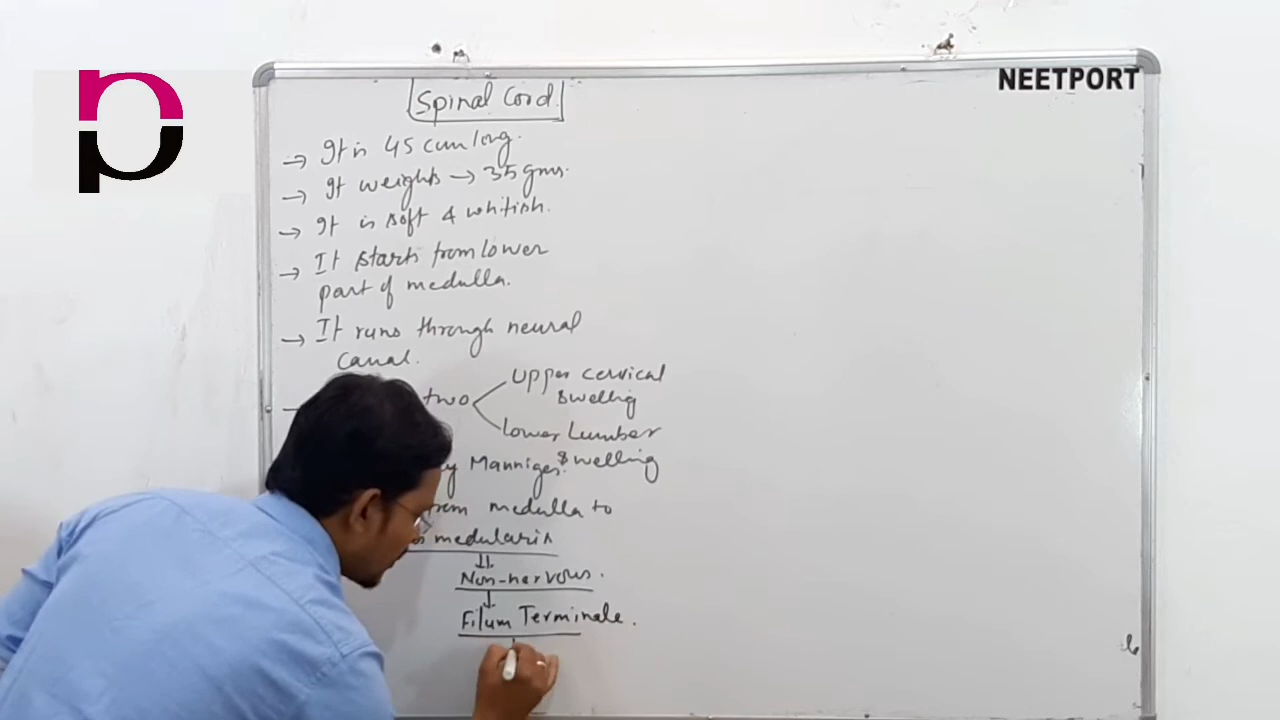 NEETPORT
Spinal Cord
→ It is 45 cm long.
→ It weights → 35 gms.
→ It is soft & whitish.
→ It starts from lower
part of medulla.
→ It runs through neural
canal.
two
Upper cervical
swelling
Lower Lumber
swelling
Manniges.
medulla to
medularis
Non-nervous.
Filum Terminale.